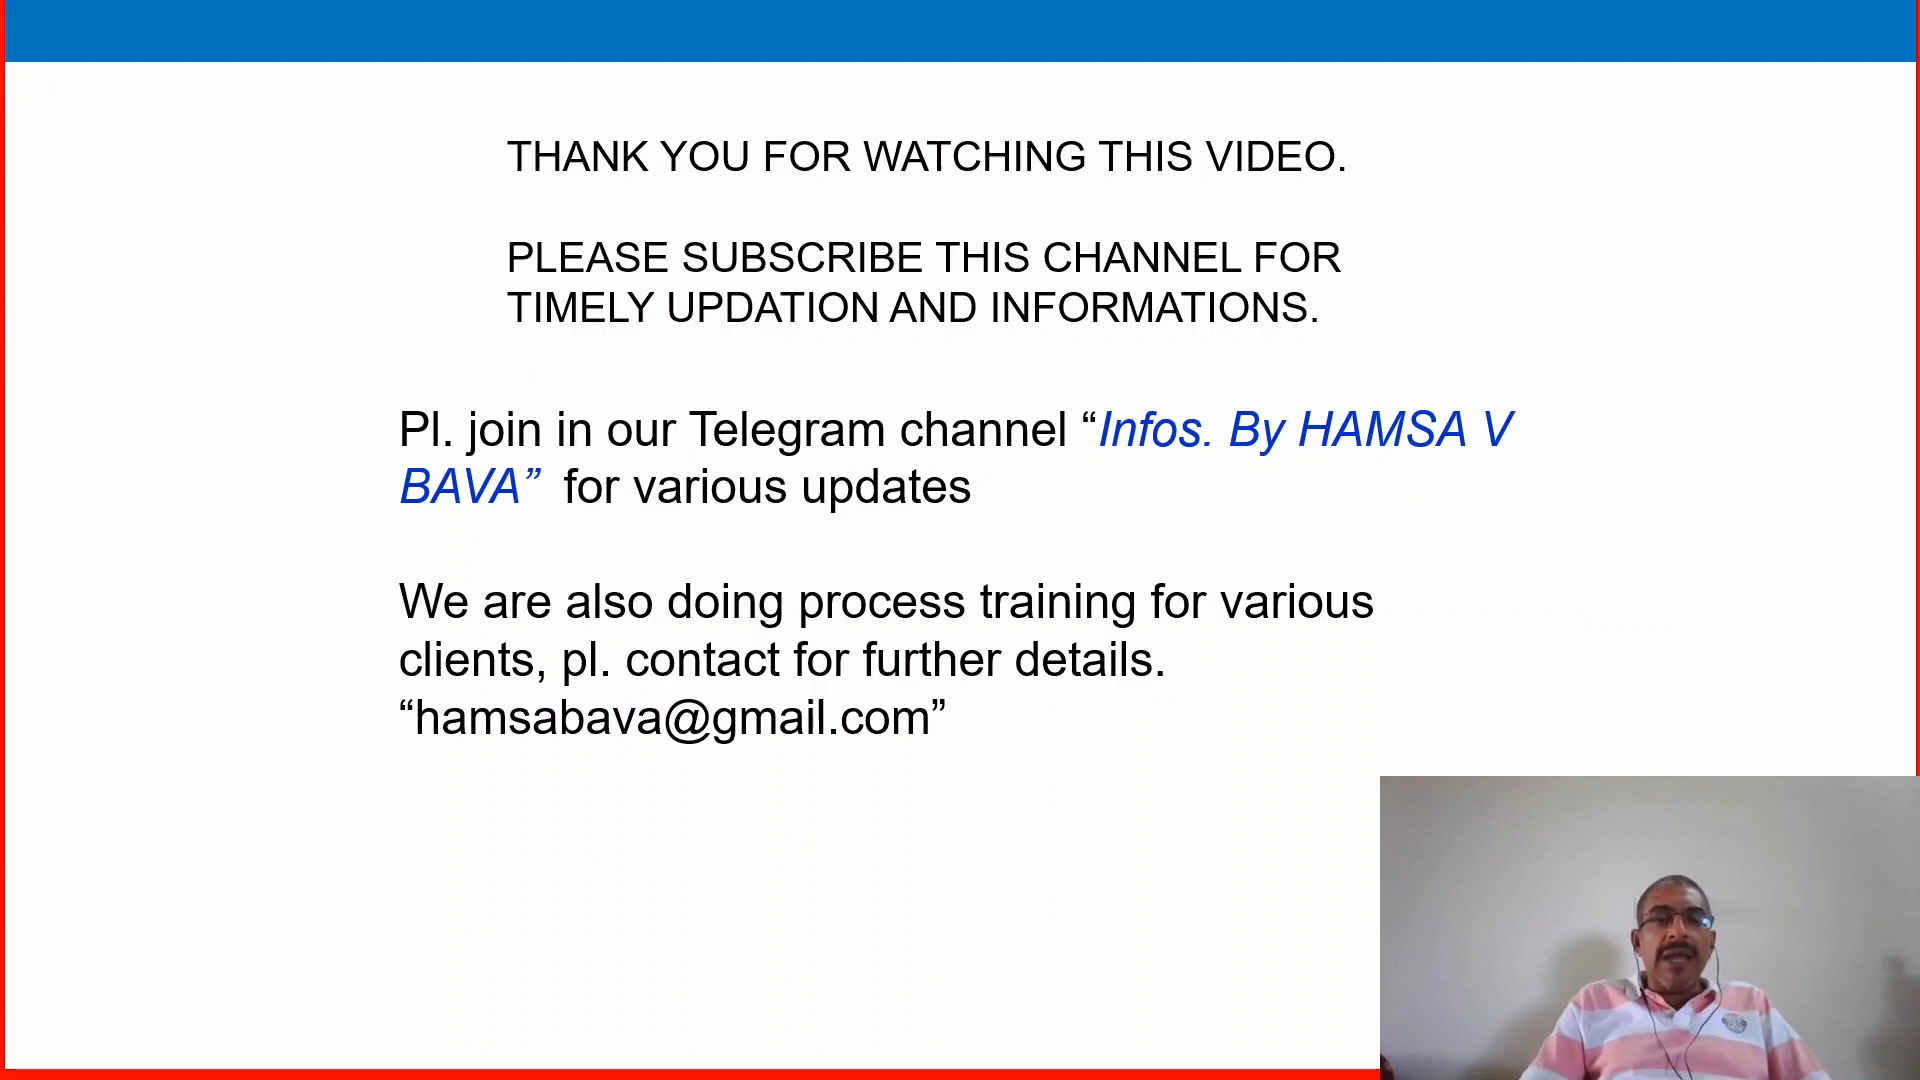 THANK YOU FOR WATCHING THIS VIDEO.
PLEASE SUBSCRIBE THIS CHANNEL FOR
TIMELY UPDATION AND INFORMATIONS.
Pl. join in our Telegram channel “Infos. By HAMSA V
BAVA” for various updates
We are also doing process training for various
clients, pl. contact for further details.
“hamsabava@gmail.com”